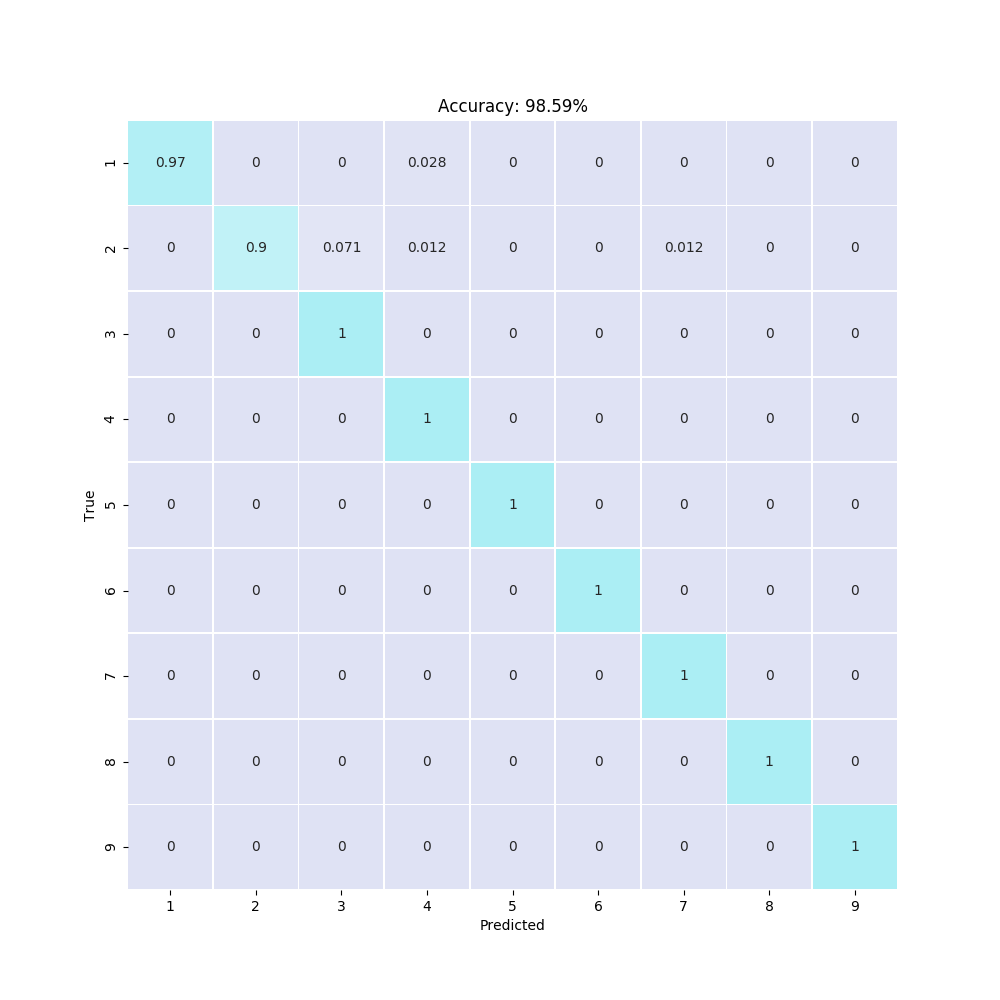 Accuracy: 98.59%
1 0.97 0 0 0.028 0 0 0 0 0
2 0 0.9 0.071 0.012 0 0 0.012 0 0
3 0 0 1 0 0 0 0 0 0
4 0 0 0 1 0 0 0 0 0
True
5 0 0 0 0 1 0 0 0 0
6 0 0 0 0 0 1 0 0 0
7 0 0 0 0 0 0 1 0 0
8 0 0 0 0 0 0 0 1 0
9 0 0 0 0 0 0 0 0 1
1 2 3 4 5 6 7 8 9
Predicted